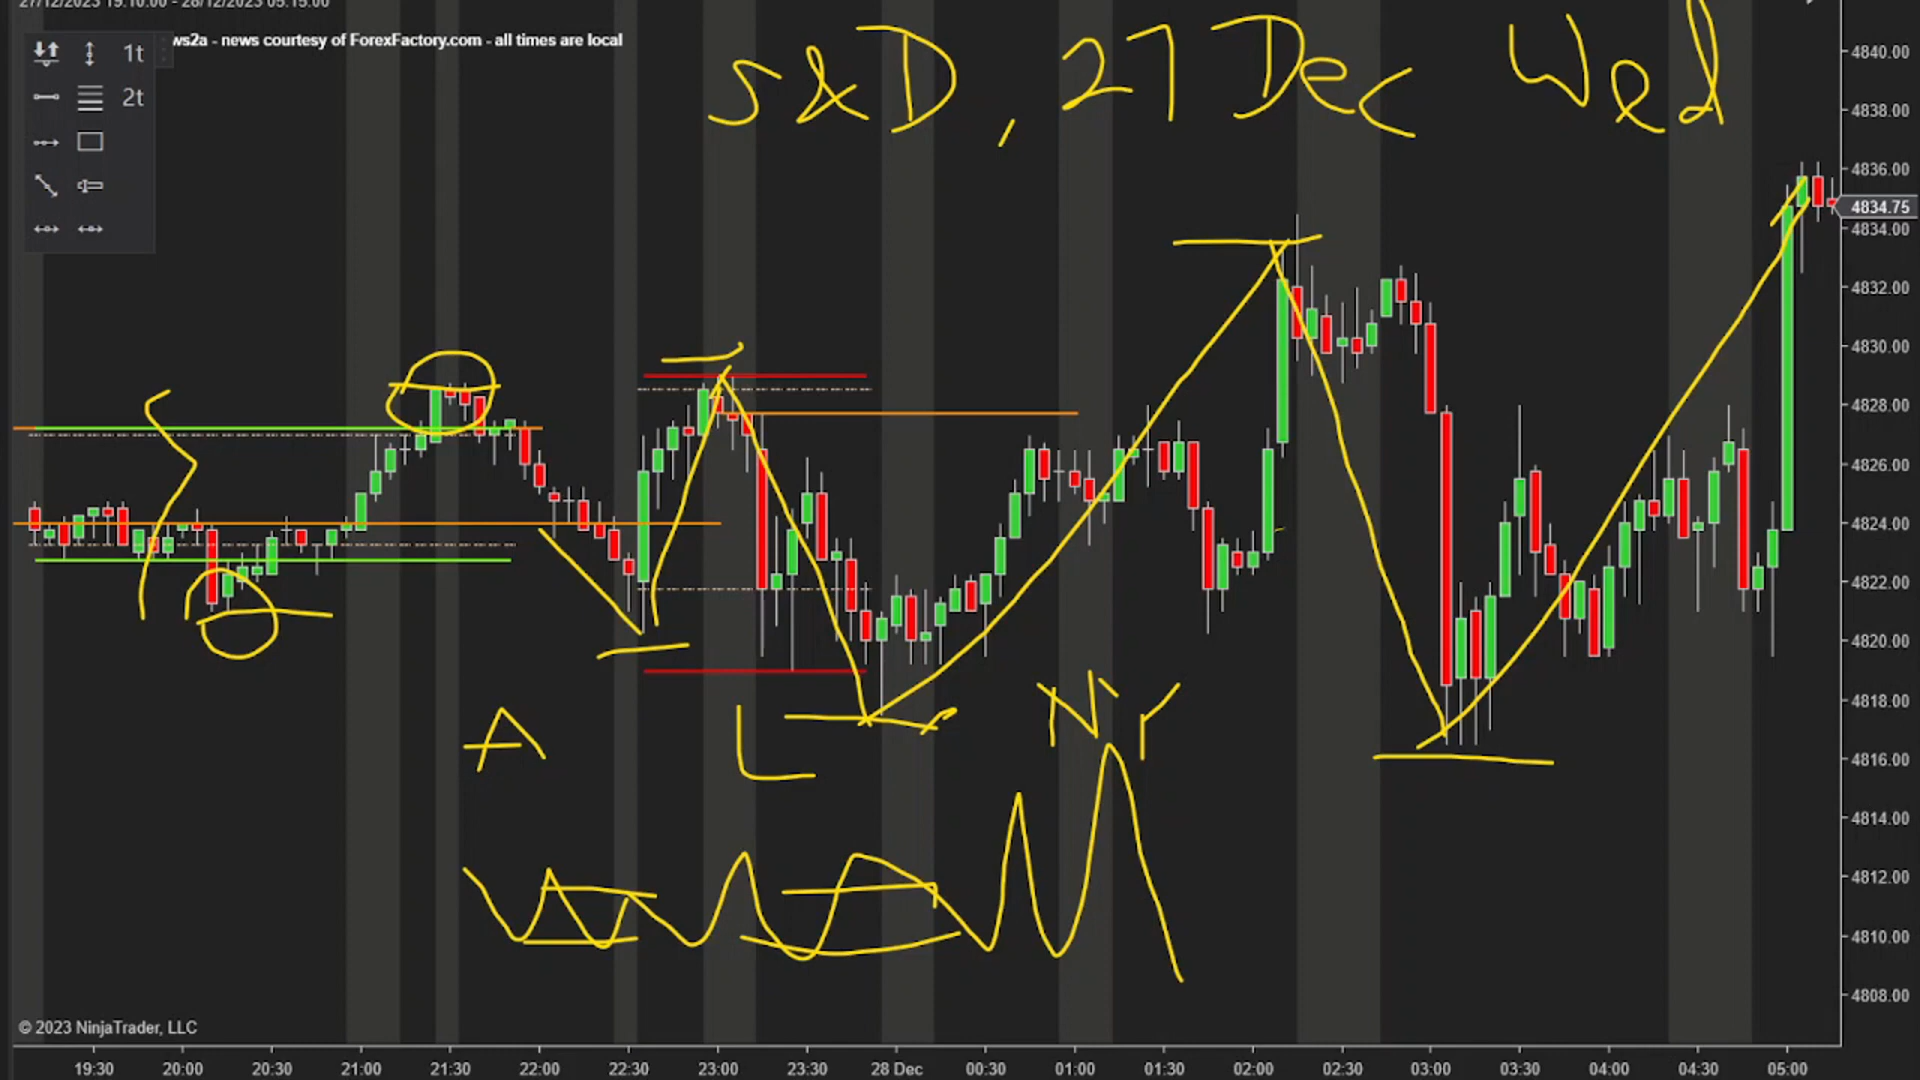 27/12/2023 19:10:00 - 28/12/2023 05:15:00
ws2a - news courtesy of ForexFactory.com - all times are local
1t
2t
S&D, 27 Dec Wed
4840.00
4838.00
4836.00
4834.75
4834.00
4832.00
4830.00
4828.00
4826.00
4824.00
4822.00
4820.00
4818.00
4816.00
4814.00
4812.00
4810.00
4808.00
A L NY
© 2023 NinjaTrader, LLC
19:30 20:00 20:30 21:00 21:30 22:00 22:30 23:00 23:30 28 Dec 00:30 01:00 01:30 02:00 02:30 03:00 03:30 04:00 04:30 05:00